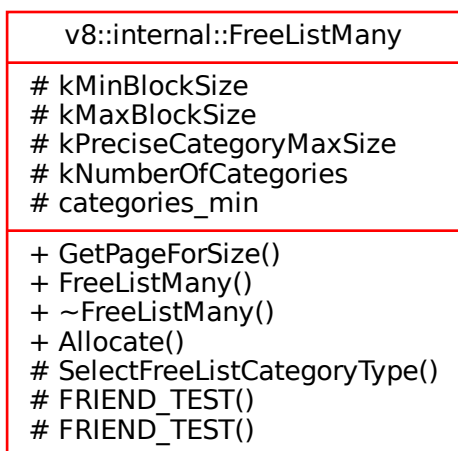 v8::internal::FreeListMany
# kMinBlockSize
# kMaxBlockSize
# kPreciseCategoryMaxSize
# kNumberOfCategories
# categories_min
+ GetPageForSize()
+ FreeListMany()
+ ~FreeListMany()
+ Allocate()
# SelectFreeListCategoryType()
# FRIEND_TEST()
# FRIEND_TEST()